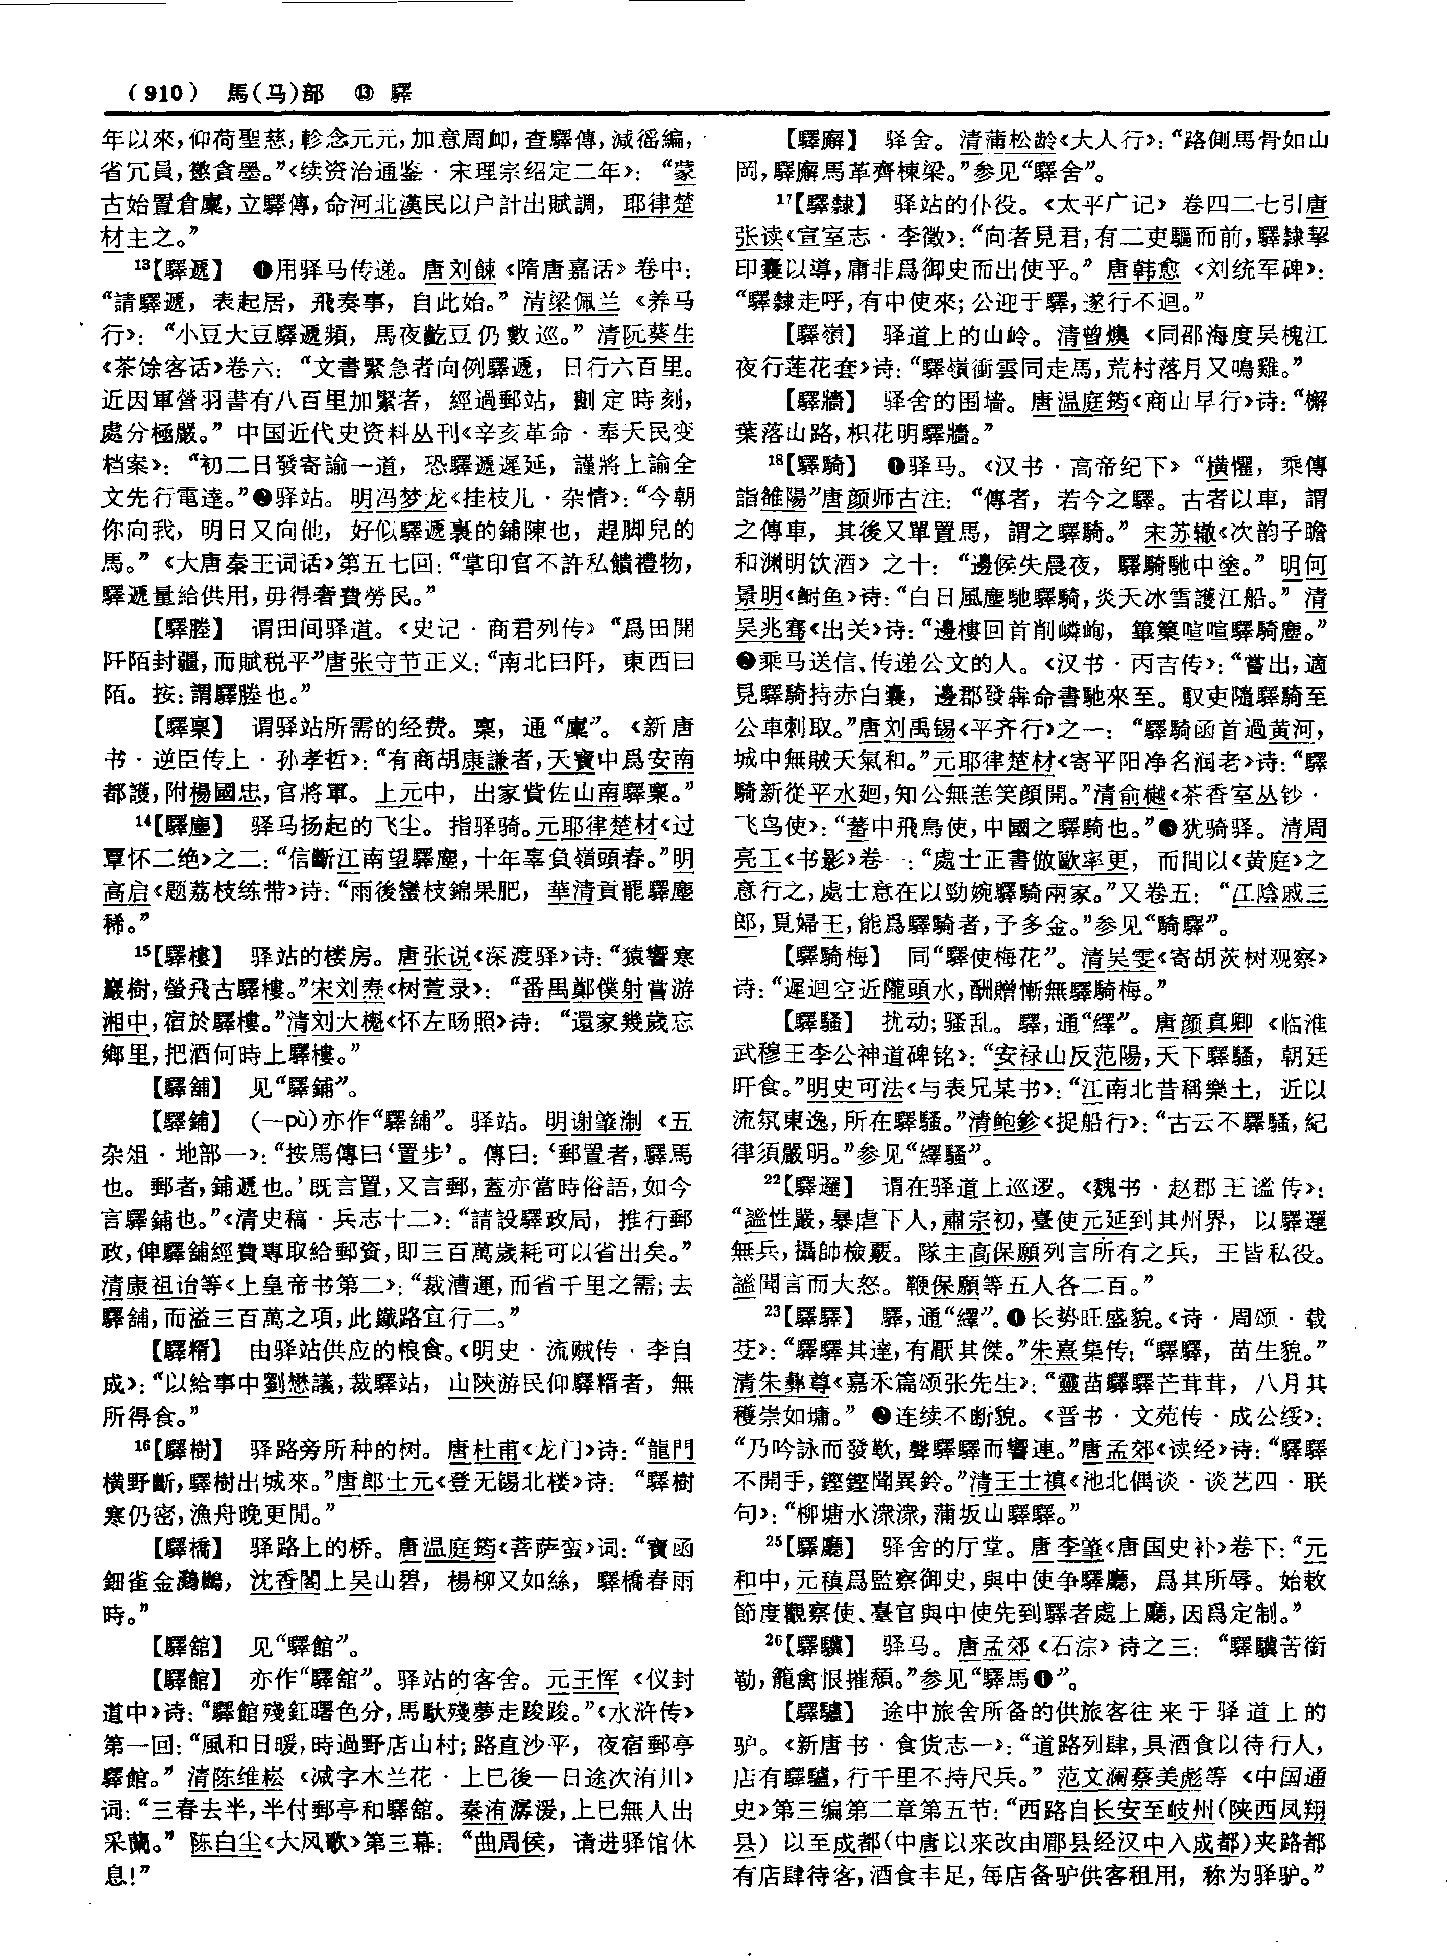 （910） 馬(马)部 ⑬ 驛
年以來，仰荷聖慈，軫念元元，加意周卹，查驛傳，減徭編，
省冗員，懲貪墨。”《续资治通鉴·宋理宗绍定二年》：“蒙
古始置倉廩，立驛傳，命河北漢民以户計出賦調，耶律楚
材主之。”
13【驛遞】 ❶用驿马传递。唐刘餗《隋唐嘉话》卷中：
“請驛遞，表起居，飛奏事，自此始。” 清梁佩兰《养马
行》：“小豆大豆驛遞頻，馬夜齕豆仍數巡。”清阮葵生
《茶馀客话》卷六：“文書緊急者向例驛遞，日行六百里。
近因軍營羽書有八百里加緊者，經過郵站，劃定時刻，
處分極嚴。”中国近代史资料丛刊《辛亥革命·奉天民变
档案》：“初二日發寄諭一道，恐驛遞遲延，謹將上諭全
文先行電達。”❷驿站。明冯梦龙《挂枝儿·杂情》：“今朝
你向我，明日又向他，好似驛遞裏的鋪陳也，趕脚兒的
馬。”《大唐秦王词话》第五七回：“掌印官不許私饋禮物，
驛遞量給供用，毋得奢費勞民。”
【驛塍】 谓田间驿道。《史记·商君列传》“爲田開
阡陌封疆，而賦税平”唐张守节正义：“南北曰阡，東西曰
陌。按：謂驛塍也。”
【驛稟】 谓驿站所需的经费。稟，通“廩”。《新唐
书·逆臣传上·孙孝哲》：“有商胡康謙者，天寶中爲安南
都護，附楊國忠，官將軍。上元中，出家貲佐山南驛稟。”
14【驛塵】 驿马扬起的飞尘。指驿骑。元耶律楚材《过
覃怀二绝》之二：“信斷江南望驛塵，十年辜負嶺頭春。”明
高启《题荔枝练带》诗：“雨後蠻枝錦果肥，華清貢罷驛塵
稀。”
15【驛樓】 驿站的楼房。唐张说《深渡驿》诗：“猿響寒
巖樹，螢飛古驛樓。”宋刘焘《树萱录》：“番禺鄭僕射嘗游
湘中，宿於驛樓。”清刘大櫆《怀左旸照》诗：“還家幾歲忘
鄉里，把酒何時上驛樓。”
【驛舖】 见“驛鋪”。
【驛鋪】 (—pù)亦作“驛舖”。驿站。明谢肇淛《五
杂俎·地部一》：“按馬傳曰‘置步’。傳曰：‘郵置者，驛馬
也。郵者，鋪遞也。’既言置，又言郵，蓋亦當時俗語，如今
言驛鋪也。”《清史稿·兵志十二》：“請設驛政局，推行郵
政，俾驛舖經費專取給郵資，即三百萬歲耗可以省出矣。”
清康祖诒等《上皇帝书第二》：“裁漕運，而省千里之需；去
驛舖，而溢三百萬之項，此鐵路宜行二。”
【驛糈】 由驿站供应的粮食。《明史·流贼传·李自
成》：“以給事中劉懋議，裁驛站，山陝游民仰驛糈者，無
所得食。”
16【驛樹】 驿路旁所种的树。唐杜甫《龙门》诗：“龍門
横野斷，驛樹出城來。”唐郎士元《登无锡北楼》诗：“驛樹
寒仍密，漁舟晚更閒。”
【驛橋】 驿路上的桥。唐温庭筠《菩萨蛮》词：“寶函
鈿雀金鸂鶒，沈香閣上吴山碧，楊柳又如絲，驛橋春雨
時。”
【驛舘】 见“驛館”。
【驛館】 亦作“驛舘”。驿站的客舍。元王恽《仪封
道中》诗：“驛館殘釭曙色分，馬馱殘夢走踆踆。”《水浒传》
第一回：“風和日暖，時過野店山村；路直沙平，夜宿郵亭
驛館。”清陈维崧《减字木兰花·上巳後一日途次洧川》
词：“三春去半，半付郵亭和驛舘。秦洧潺湲，上巳無人出
采蘭。”陈白尘《大风歌》第三幕：“曲周侯，请进驿馆休
息！”
【驛廨】 驿舍。清蒲松龄《大人行》：“路側馬骨如山
岡，驛廨馬革齊棟梁。”参见“驛舍”。
17【驛隸】 驿站的仆役。《太平广记》卷四二七引唐
张读《宣室志·李徵》：“向者見君，有二吏驅而前，驛隸挈
印囊以導，庸非爲御史而出使乎。”唐韩愈《刘统军碑》：
“驛隸走呼，有中使來；公迎于驛，遂行不迴。”
【驛嶺】 驿道上的山岭。清曾燠《同邵海度吴槐江
夜行莲花套》诗：“驛嶺衝雲同走馬，荒村落月又鳴雞。”
【驛牆】 驿舍的围墙。唐温庭筠《商山早行》诗：“槲
葉落山路，枳花明驛牆。”
18【驛騎】 ❶驿马。《汉书·高帝纪下》“横懼，乘傳
詣雒陽”唐颜师古注：“傳者，若今之驛。古者以車，謂
之傳車，其後又單置馬，謂之驛騎。”宋苏辙《次韵子瞻
和渊明饮酒》之十：“邊候失晨夜，驛騎馳中塗。”明何
景明《鲥鱼》诗：“白日風塵馳驛騎，炎天冰雪護江船。”清
吴兆骞《出关》诗：“邊樓回首削嶙峋，篳篥喧喧驛騎塵。”
❷乘马送信、传递公文的人。《汉书·丙吉传》：“嘗出，適
見驛騎持赤白囊，邊郡發犇命書馳來至。馭吏隨驛騎至
公車刺取。”唐刘禹锡《平齐行》之一：“驛騎函首過黄河，
城中無賊天氣和。”元耶律楚材《寄平阳净名润老》诗：“驛
騎新從平水廻，知公無恙笑顔開。”清俞樾《茶香室丛钞·
飞鸟使》：“蕃中飛鳥使，中國之驛騎也。”❸犹骑驿。清周
亮工《书影》卷一：“處士正書倣歐率更，而間以《黄庭》之
意行之，處士意在以勁婉驛騎兩家。”又卷五：“江陰戚三
郎，覓婦王，能爲驛騎者，予多金。”参见“騎驛”。
【驛騎梅】 同“驛使梅花”。清吴雯《寄胡茨村观察》
诗：“遲迴空近隴頭水，酬贈慚無驛騎梅。”
【驛騷】 扰动；骚乱。驛，通“繹”。唐颜真卿《临淮
武穆王李公神道碑铭》：“安禄山反范陽，天下驛騷，朝廷
旰食。”明史可法《与表兄某书》：“江南北昔稱樂土，近以
流氛東逸，所在驛騷。”清鲍鉁《捉船行》：“古云不驛騷，紀
律須嚴明。”参见“繹騷”。
22【驛邏】 谓在驿道上巡逻。《魏书·赵郡王谧传》：
“謐性嚴，暴虐下人，肅宗初，臺使元延到其州界，以驛邏
無兵，攝帥檢覈。隊主高保願列言所有之兵，王皆私役。
謐聞言而大怒。鞭保願等五人各二百。”
23【驛驛】 驛，通“繹”。❶长势旺盛貌。《诗·周颂·载
芟》：“驛驛其達，有厭其傑。”朱熹集传：“驛驛，苗生貌。”
清朱彝尊《嘉禾篇颂张先生》：“靈苗驛驛芒茸茸，八月其
穫崇如墉。”❷连续不断貌。《晋书·文苑传·成公绥》：
“乃吟詠而發歎，聲驛驛而響連。”唐孟郊《读经》诗：“驛驛
不開手，鏗鏗聞異鈴。”清王士禛《池北偶谈·谈艺四·联
句》：“柳塘水漻漻，蒲坂山驛驛。”
25【驛廳】 驿舍的厅堂。唐李肇《唐国史补》卷下：“元
和中，元稹爲監察御史，與中使争驛廳，爲其所辱。始敕
節度觀察使、臺官與中使先到驛者處上廳，因爲定制。”
26【驛驥】 驿马。唐孟郊《石淙》诗之三：“驛驥苦銜
勒，籠禽恨摧頽。”参见“驛馬❶”。
【驛驢】 途中旅舍所备的供旅客往来于驿道上的
驴。《新唐书·食货志一》：“道路列肆，具酒食以待行人，
店有驛驢，行千里不持尺兵。”范文澜蔡美彪等《中国通
史》第三编第二章第五节：“西路自长安至岐州（陕西凤翔
县）以至成都（中唐以来改由郿县经汉中入成都）夹路都
有店肆待客，酒食丰足，每店备驴供客租用，称为驿驴。”